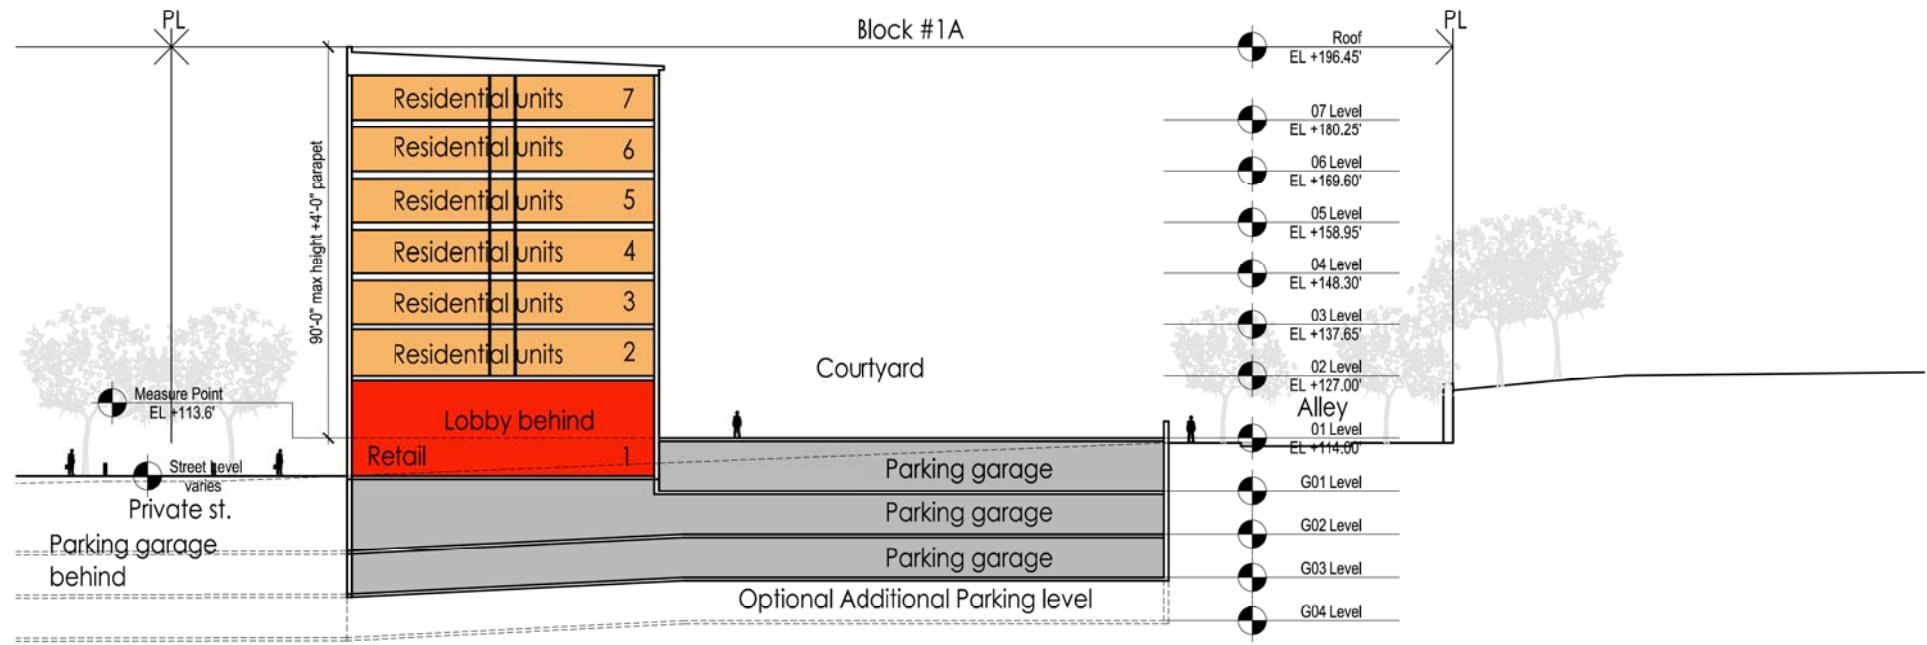 PL
Block #1A
PL
Roof
EL +196.45'
Residential units 7
07 Level
EL +180.25'
Residential units 6
06 Level
EL +169.60'
Residential units 5
05 Level
EL +158.95'
Residential units 4
04 Level
EL +148.30'
Residential units 3
03 Level
EL +137.65'
Residential units 2
02 Level
EL +127.00'
90'-0" max height +4'-0" parapet
Courtyard
Measure Point
EL +113.6'
Alley
Lobby behind
01 Level
EL +114.00'
Retail 1
Street Level
varies
Parking garage
G01 Level
Private st.
Parking garage
G02 Level
Parking garage
behind
Parking garage
G03 Level
Optional Additional Parking level
G04 Level